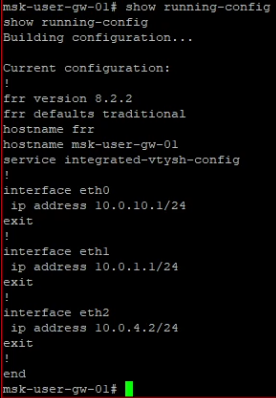 msk-user-gw-01# show running-config
show running-config
Building configuration...

Current configuration:
!
frr version 8.2.2
frr defaults traditional
hostname frr
hostname msk-user-gw-01
service integrated-vtysh-config
!
interface eth0
 ip address 10.0.10.1/24
exit
!
interface eth1
 ip address 10.0.1.1/24
exit
!
interface eth2
 ip address 10.0.4.2/24
exit
!
end
msk-user-gw-01#